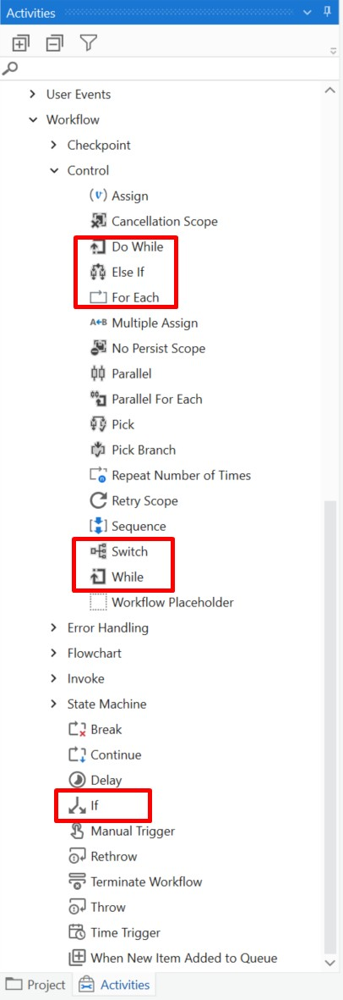 Activities
User Events
Workflow
Checkpoint
Control
(v) Assign
Cancellation Scope
Do While
Else If
For Each
A+B Multiple Assign
No Persist Scope
Parallel
Parallel For Each
Pick
Pick Branch
Repeat Number of Times
Retry Scope
Sequence
Switch
While
Workflow Placeholder
Error Handling
Flowchart
Invoke
State Machine
Break
Continue
Delay
If
Manual Trigger
Rethrow
Terminate Workflow
Throw
Time Trigger
When New Item Added to Queue
Project Activities